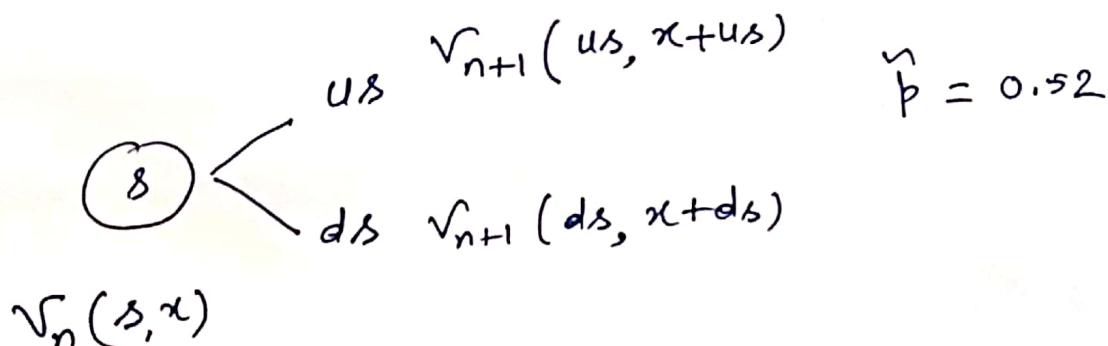 us V_{n+1}(us, x+us)
p̃ = 0.52
s
ds V_{n+1}(ds, x+ds)
V_n(s, x)